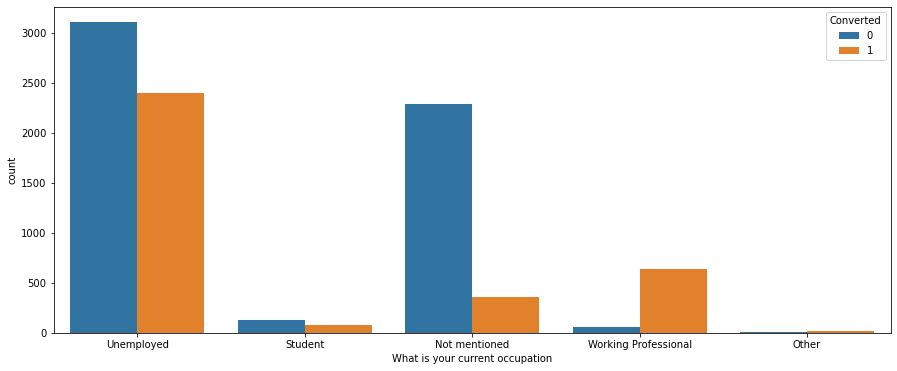 Converted
0
1
3000
2500
2000
1500
1000
500
0
count
Unemployed
Student
Not mentioned
Working Professional
Other
What is your current occupation